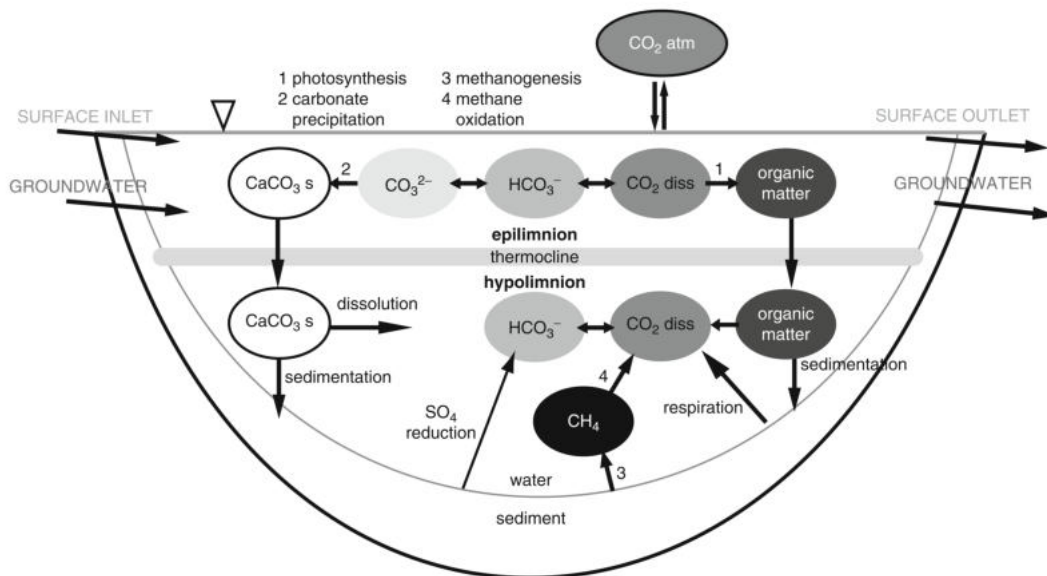 CO₂ atm
1 photosynthesis
2 carbonate
precipitation
3 methanogenesis
4 methane
oxidation
SURFACE INLET
SURFACE OUTLET
GROUNDWATER
GROUNDWATER
CaCO₃ s
2
CO₃²⁻
HCO₃⁻
CO₂ diss
1
organic
matter
epilimnion
thermocline
hypolimnion
CaCO₃ s
dissolution
HCO₃⁻
CO₂ diss
organic
matter
sedimentation
sedimentation
SO₄
reduction
4
CH₄
respiration
water
3
sediment